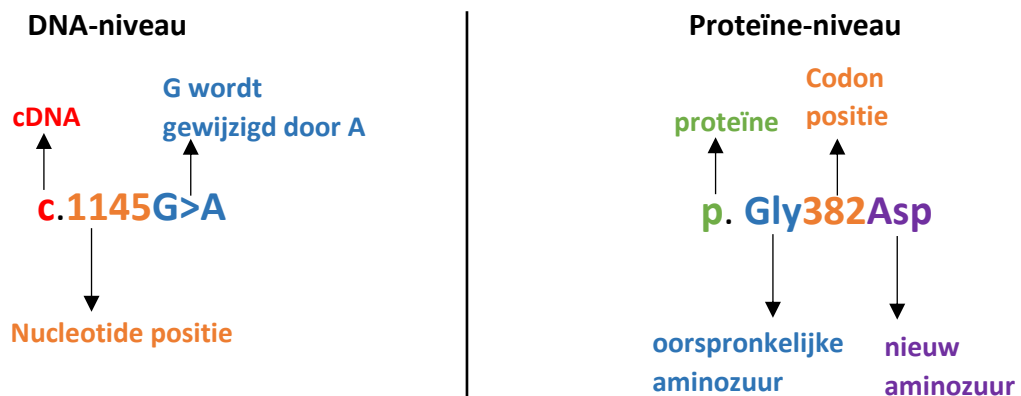 DNA-niveau
cDNA
G wordt
gewijzigd door A
c.1145G>A
Nucleotide positie
Proteïne-niveau
proteïne
Codon
positie
p. Gly382Asp
oorspronkelijke
aminozuur
nieuw
aminozuur